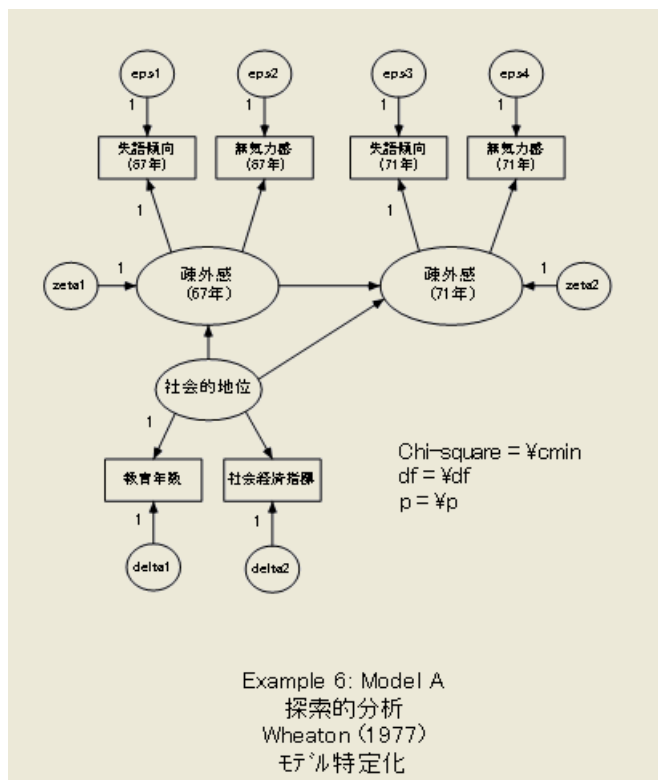 eps1
eps2
eps3
eps4
1
1
1
1
失語傾向
(67年)
無気力感
(67年)
失語傾向
(71年)
無気力感
(71年)
1
1
1
1
疎外感
(67年)
疎外感
(71年)
zeta1
zeta2
社会的地位
1
教育年数
社会経済指標
Chi-square = ¥cmin
df = ¥df
p = ¥p
1
1
delta1
delta2
Example 6: Model A
探索的分析
Wheaton (1977)
モデル特定化